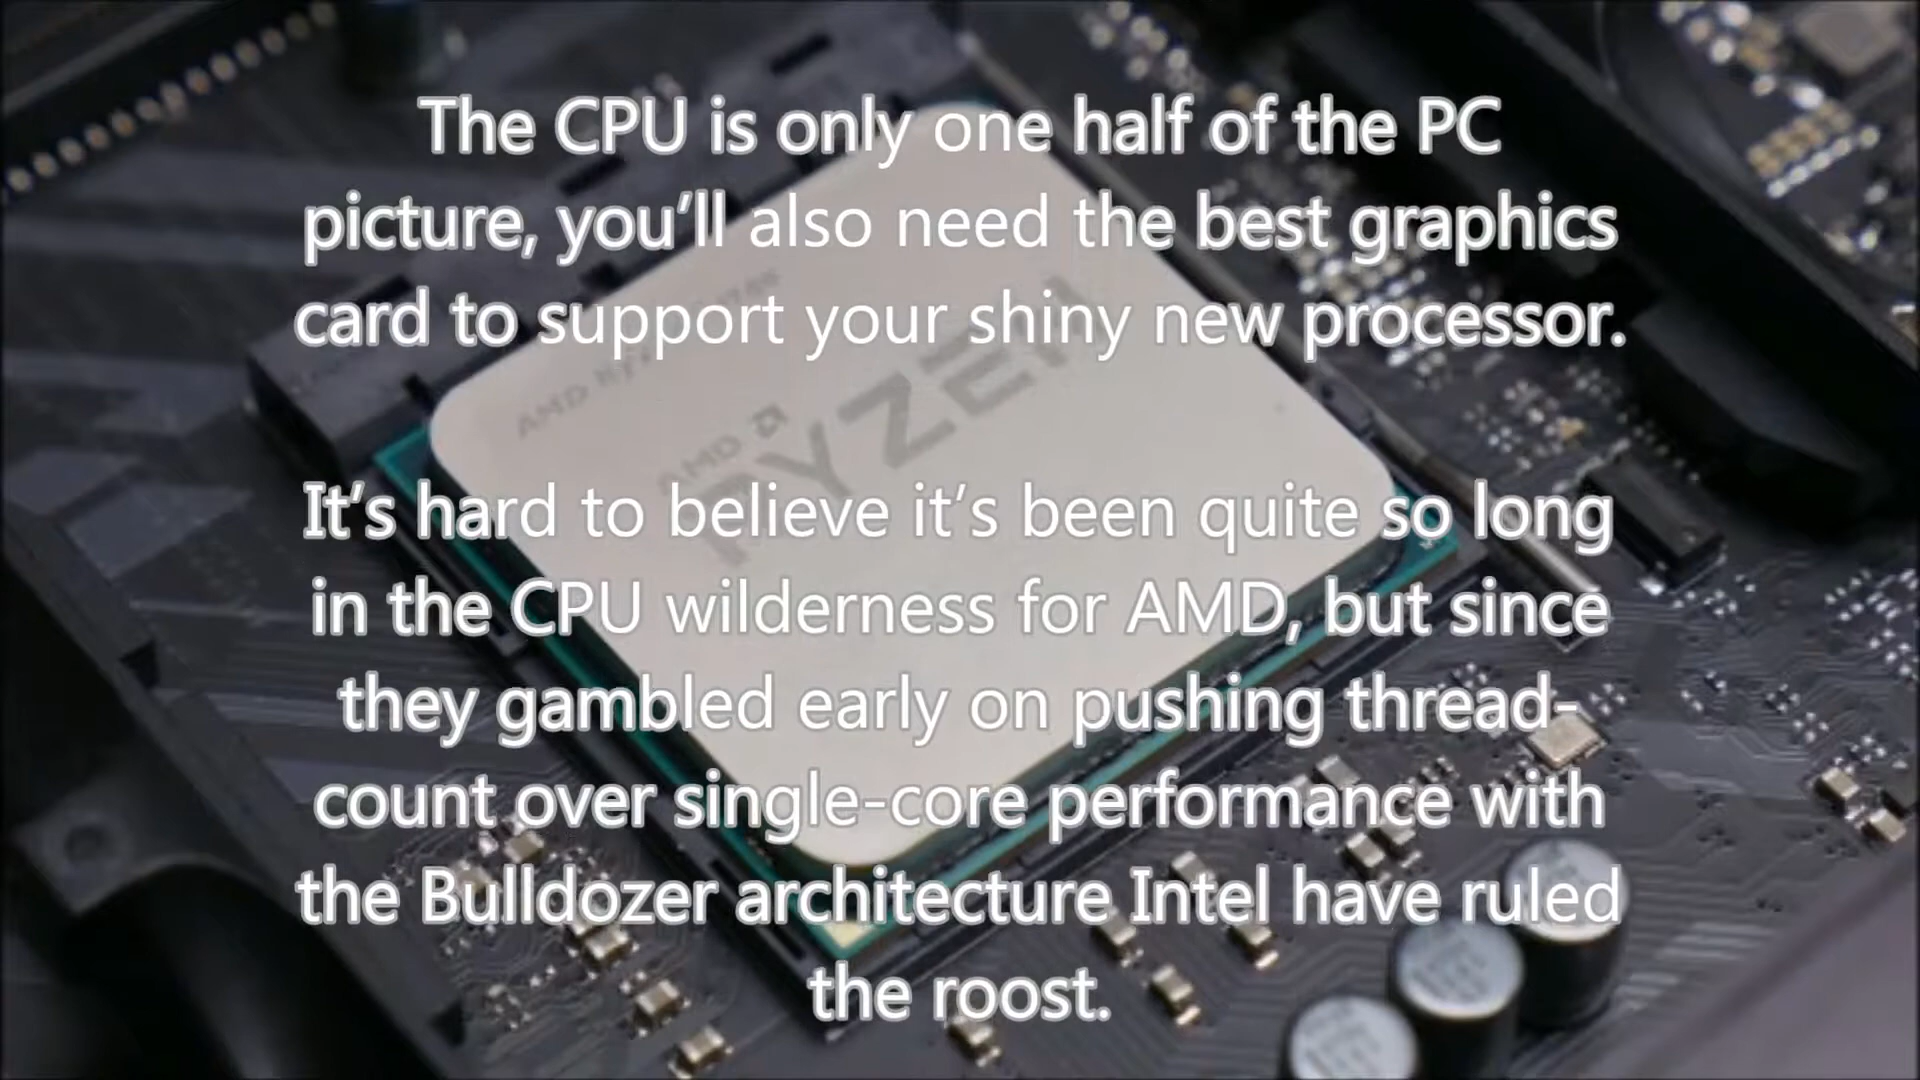 The CPU is only one half of the PC
picture, you’ll also need the best graphics
card to support your shiny new processor.
It’s hard to believe it’s been quite so long
in the CPU wilderness for AMD, but since
they gambled early on pushing thread-
count over single-core performance with
the Bulldozer architecture Intel have ruled
the roost.
AMD
AMD
RYZEN